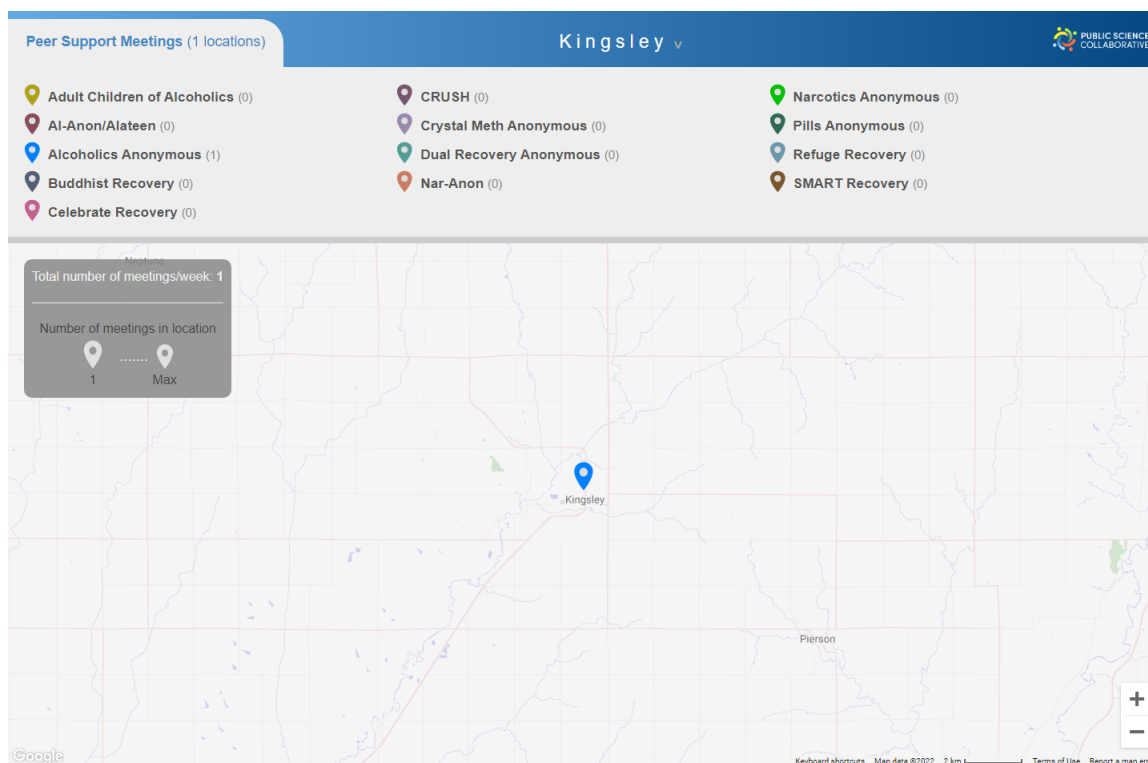 Peer Support Meetings (1 locations)
Kingsley v
PUBLIC SCIENCE
COLLABORATIVE
Adult Children of Alcoholics (0)
Al-Anon/Alateen (0)
Alcoholics Anonymous (1)
Buddhist Recovery (0)
Celebrate Recovery (0)
CRUSH (0)
Crystal Meth Anonymous (0)
Dual Recovery Anonymous (0)
Nar-Anon (0)
Narcotics Anonymous (0)
Pills Anonymous (0)
Refuge Recovery (0)
SMART Recovery (0)
Neptune
Total number of meetings/week: 1
Number of meetings in location
1 ....... Max
Kingsley
Pierson
Google
Keyboard shortcuts Map data ©2022 2 km Terms of Use Report a map er